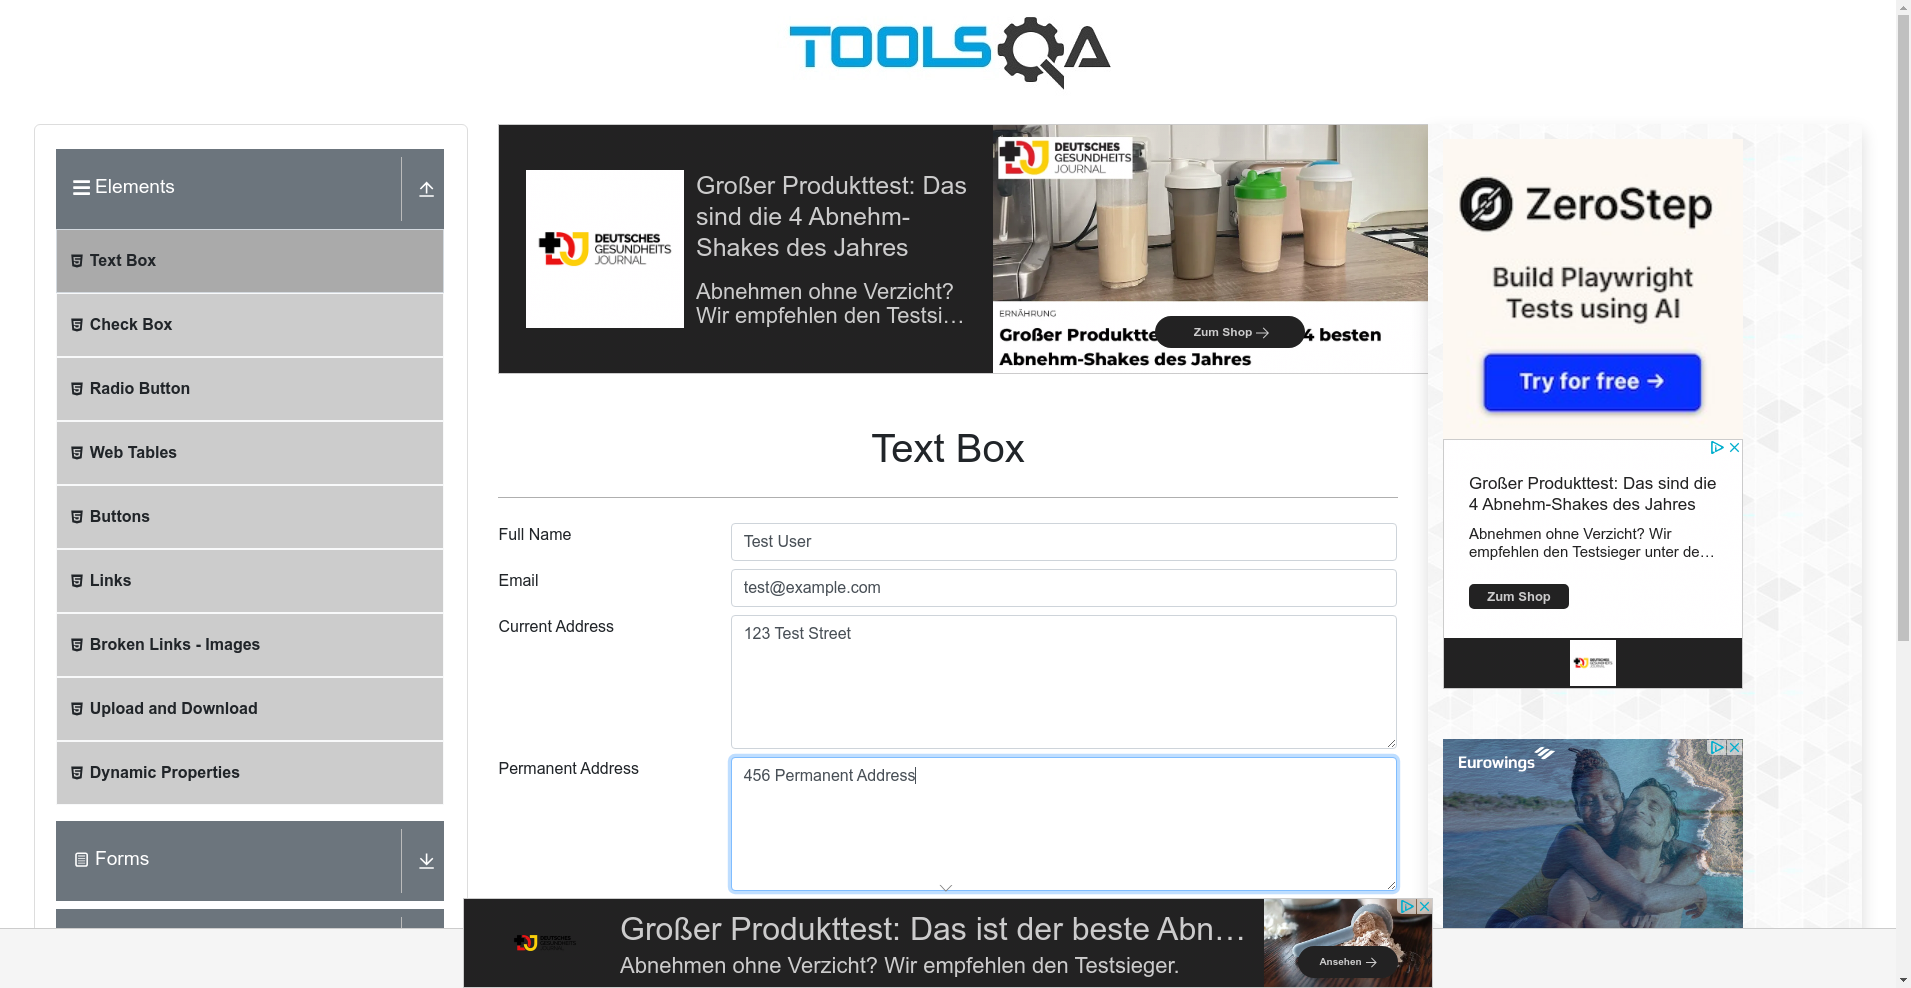 TOOLSQA
Elements
Text Box
Check Box
Radio Button
Web Tables
Buttons
Links
Broken Links - Images
Upload and Download
Dynamic Properties
Forms
DEUTSCHES
GESUNDHEITS
JOURNAL
Großer Produkttest: Das
sind die 4 Abnehm-
Shakes des Jahres
Abnehmen ohne Verzicht?
Wir empfehlen den Testsi…
DEUTSCHES
GESUNDHEITS
JOURNAL
ERNÄHRUNG
Großer Produktte 4 besten
Zum Shop
Abnehm-Shakes des Jahres
Text Box
Full Name
Test User
Email
test@example.com
Current Address
123 Test Street
Permanent Address
456 Permanent Address
ZeroStep
Build Playwright
Tests using AI
Try for free →
Großer Produkttest: Das sind die
4 Abnehm-Shakes des Jahres
Abnehmen ohne Verzicht? Wir
empfehlen den Testsieger unter de…
Zum Shop
Eurowings
DEUTSCHES
GESUNDHEITS
JOURNAL
Großer Produkttest: Das ist der beste Abn…
Abnehmen ohne Verzicht? Wir empfehlen den Testsieger.
Ansehen